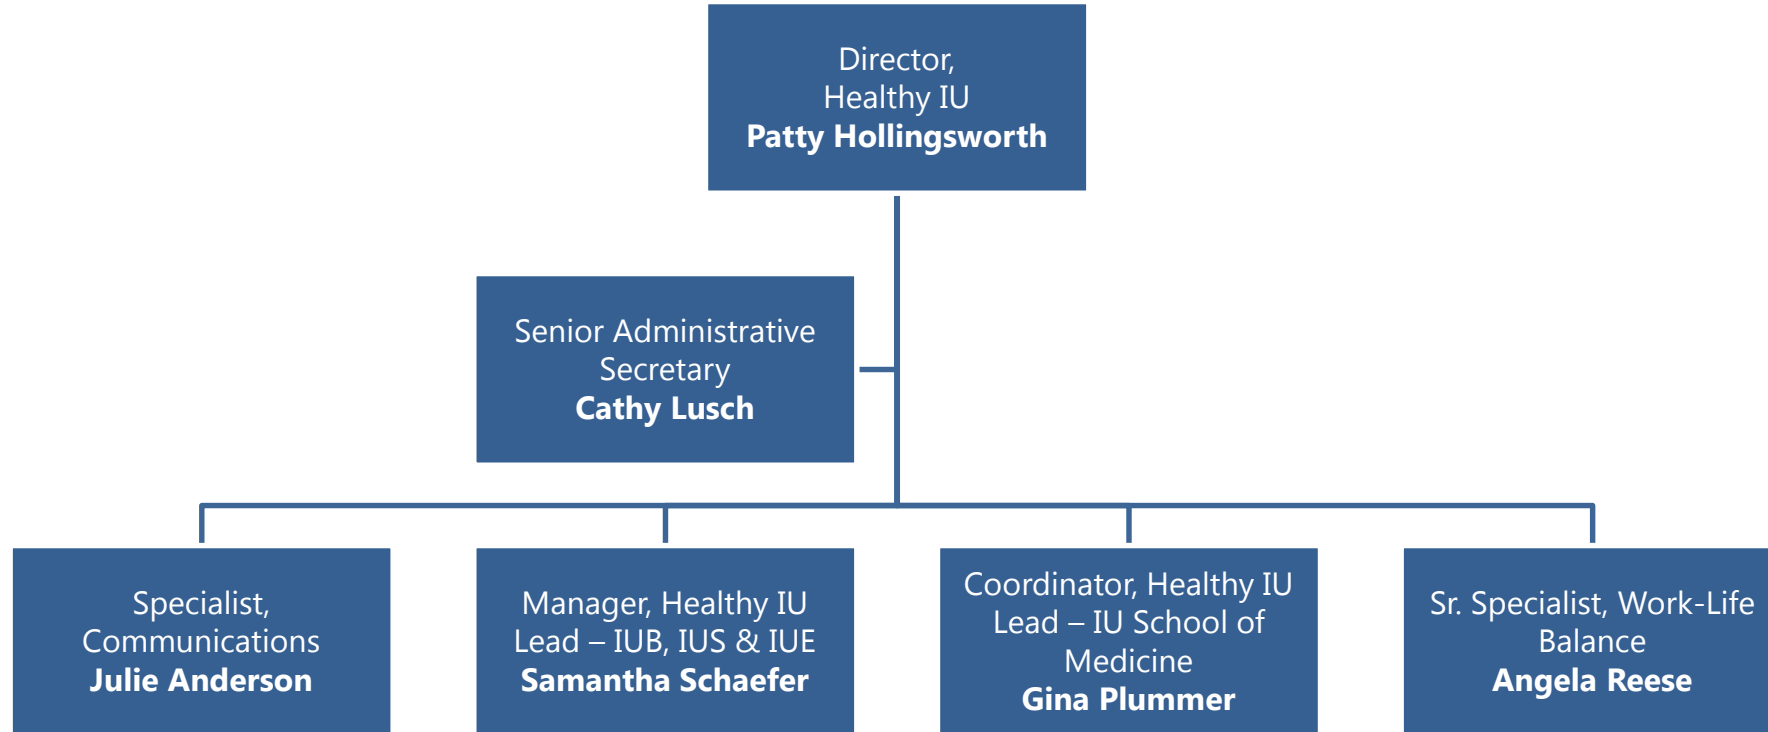 Director,
Healthy IU
Patty Hollingsworth
Senior Administrative
Secretary
Cathy Lusch
Specialist,
Communications
Julie Anderson
Manager, Healthy IU
Lead – IUB, IUS & IUE
Samantha Schaefer
Coordinator, Healthy IU
Lead – IU School of
Medicine
Gina Plummer
Sr. Specialist, Work-Life
Balance
Angela Reese